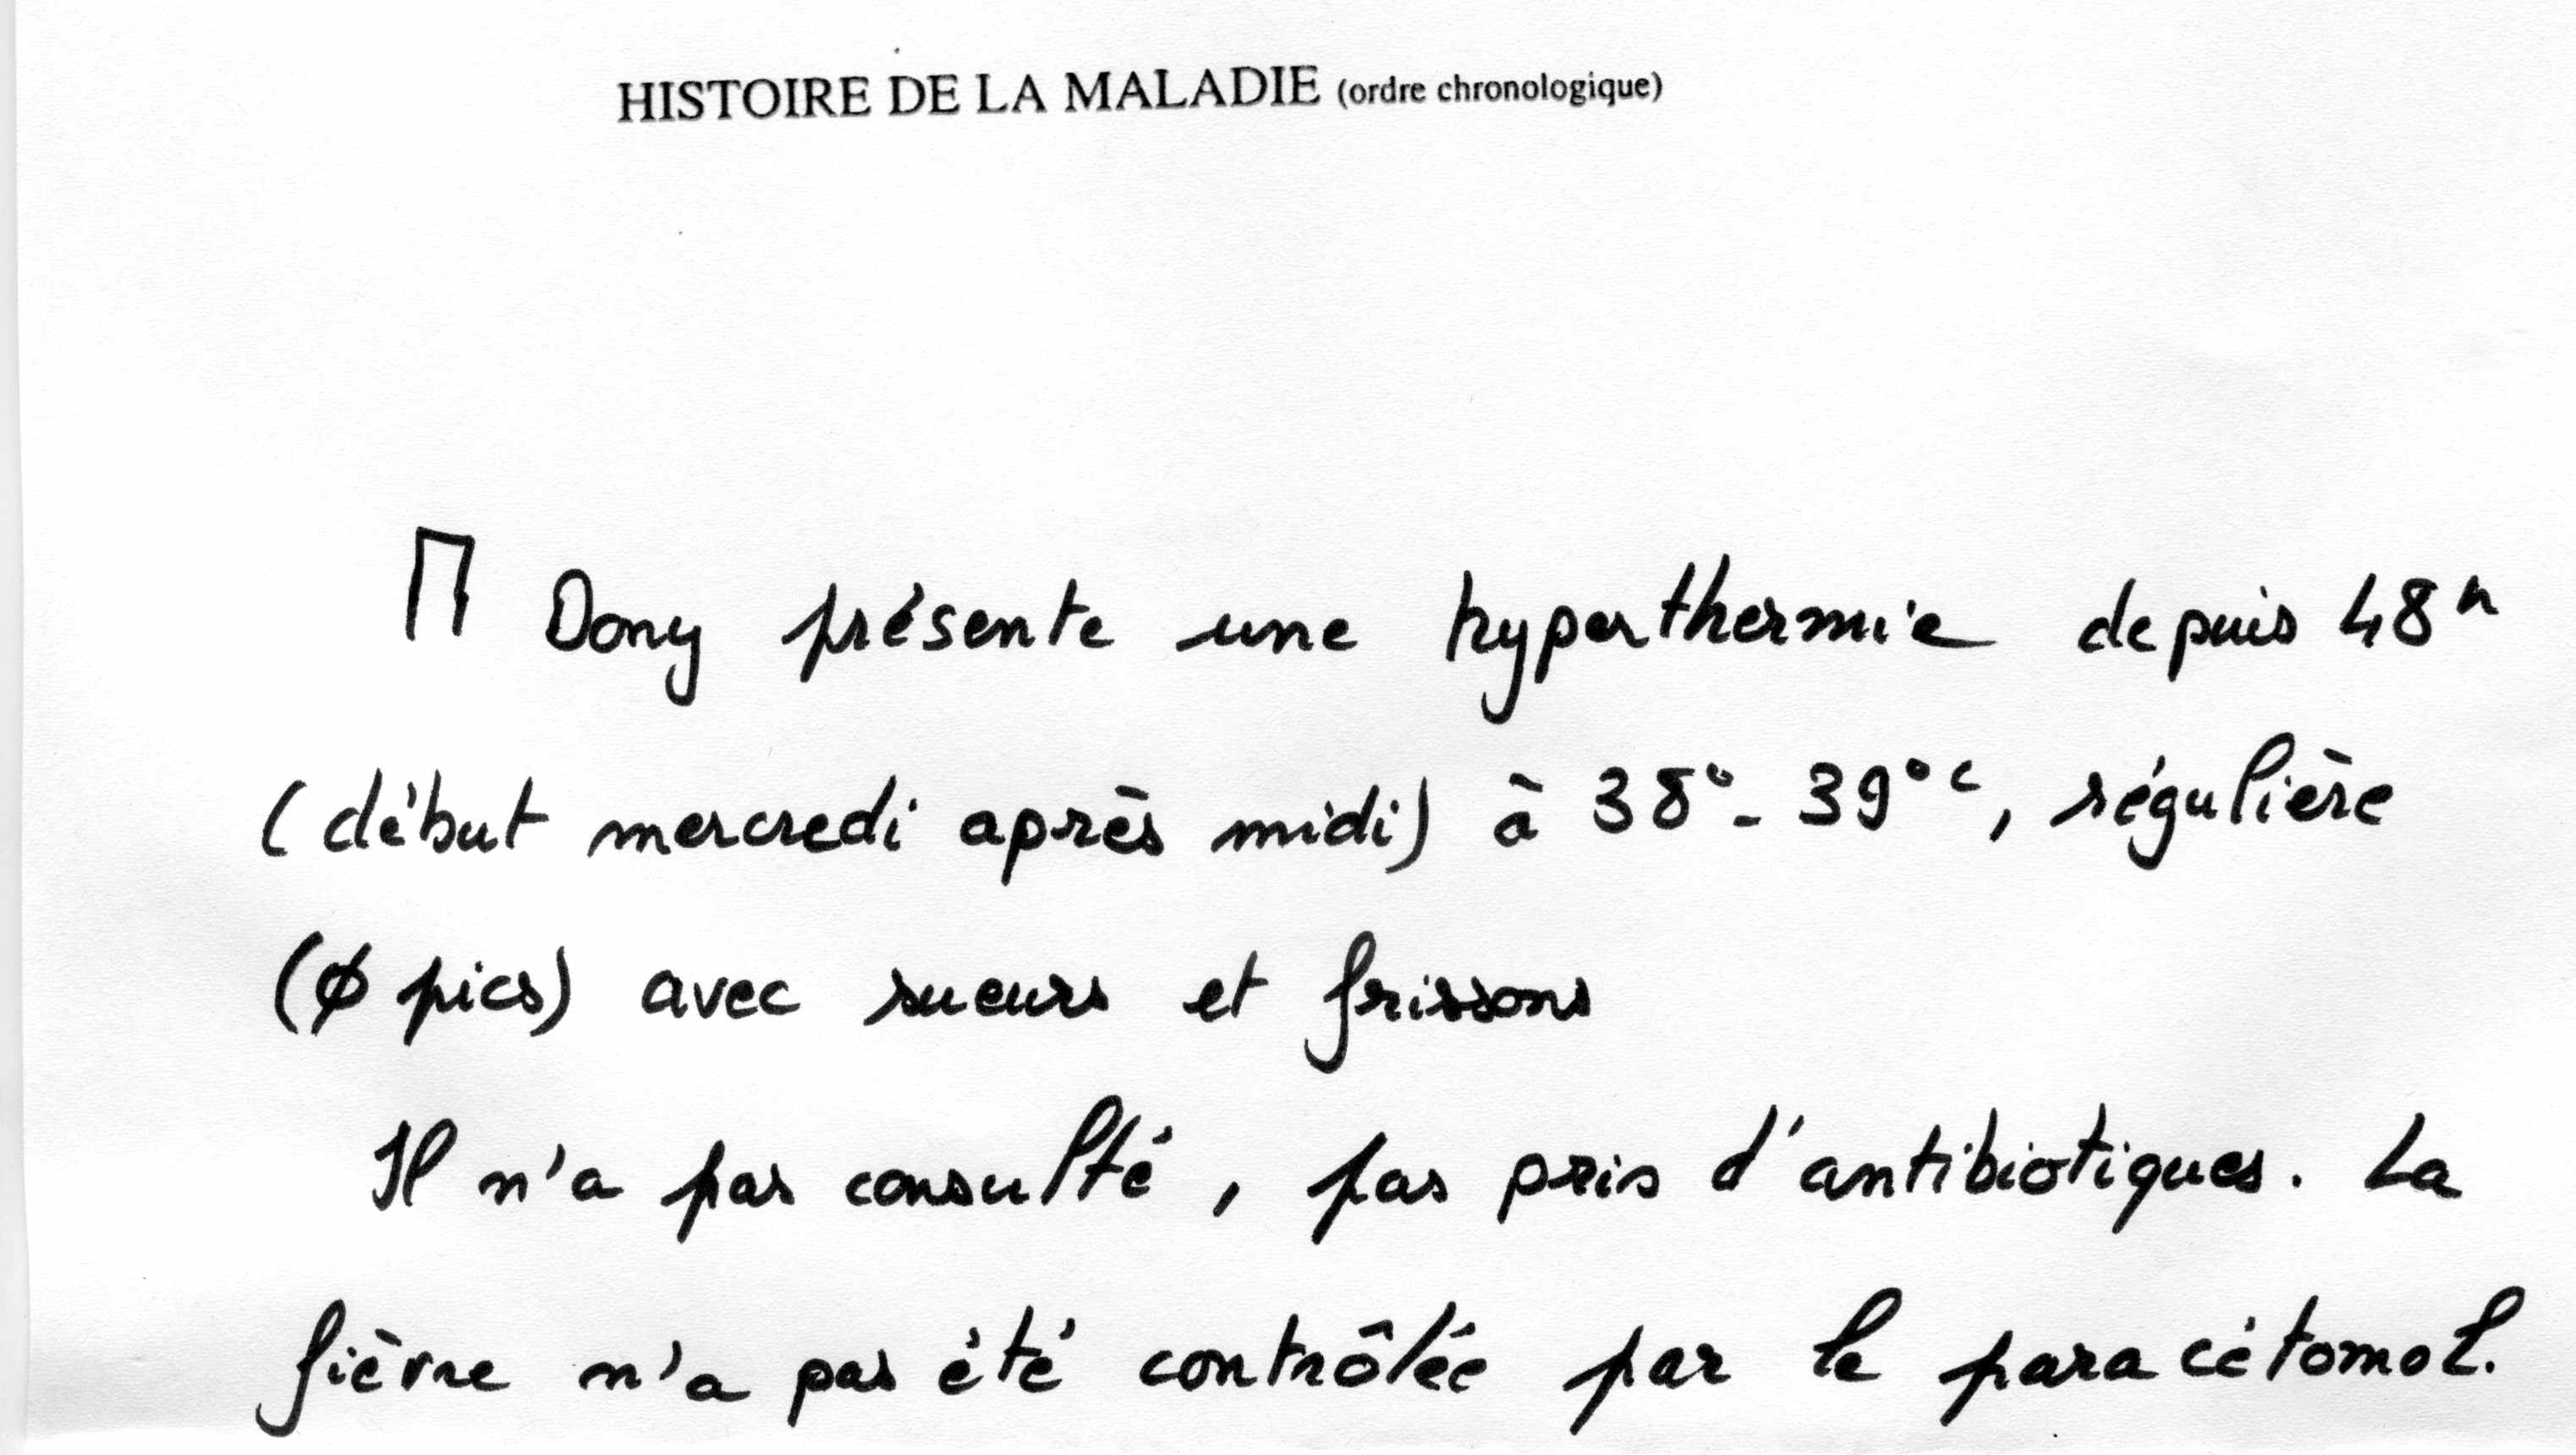 HISTOIRE DE LA MALADIE (ordre chronologique)
M Dony présente une hyperthermie depuis 48h
(début mercredi après midi) à 38°- 39°C, régulière
(Ø pics) avec sueurs et frissons
Il n'a pas consulté, pas pris d'antibiotiques. La
fièvre n'a pas été contrôlée par le paracétomol.